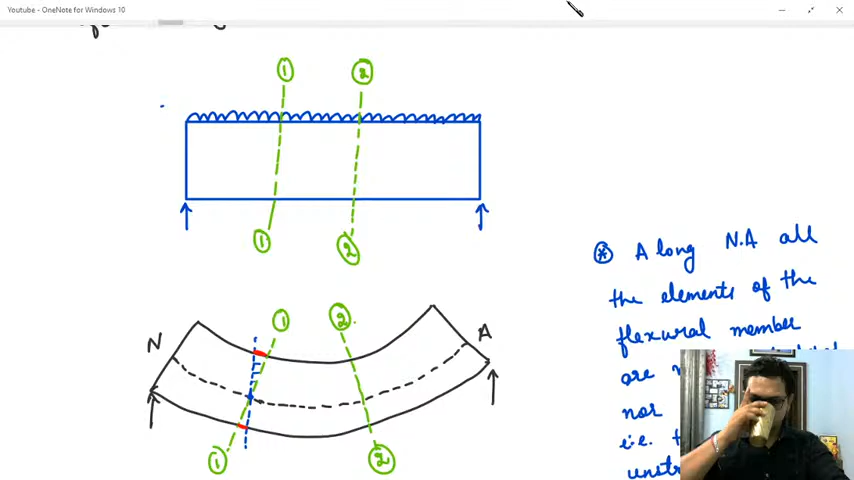 Youtube - OneNote for Windows 10
1 2
1 2
* Along N.A all
the elements of the
flexural member
are
nor
i.e.
1 2
N A
1 2